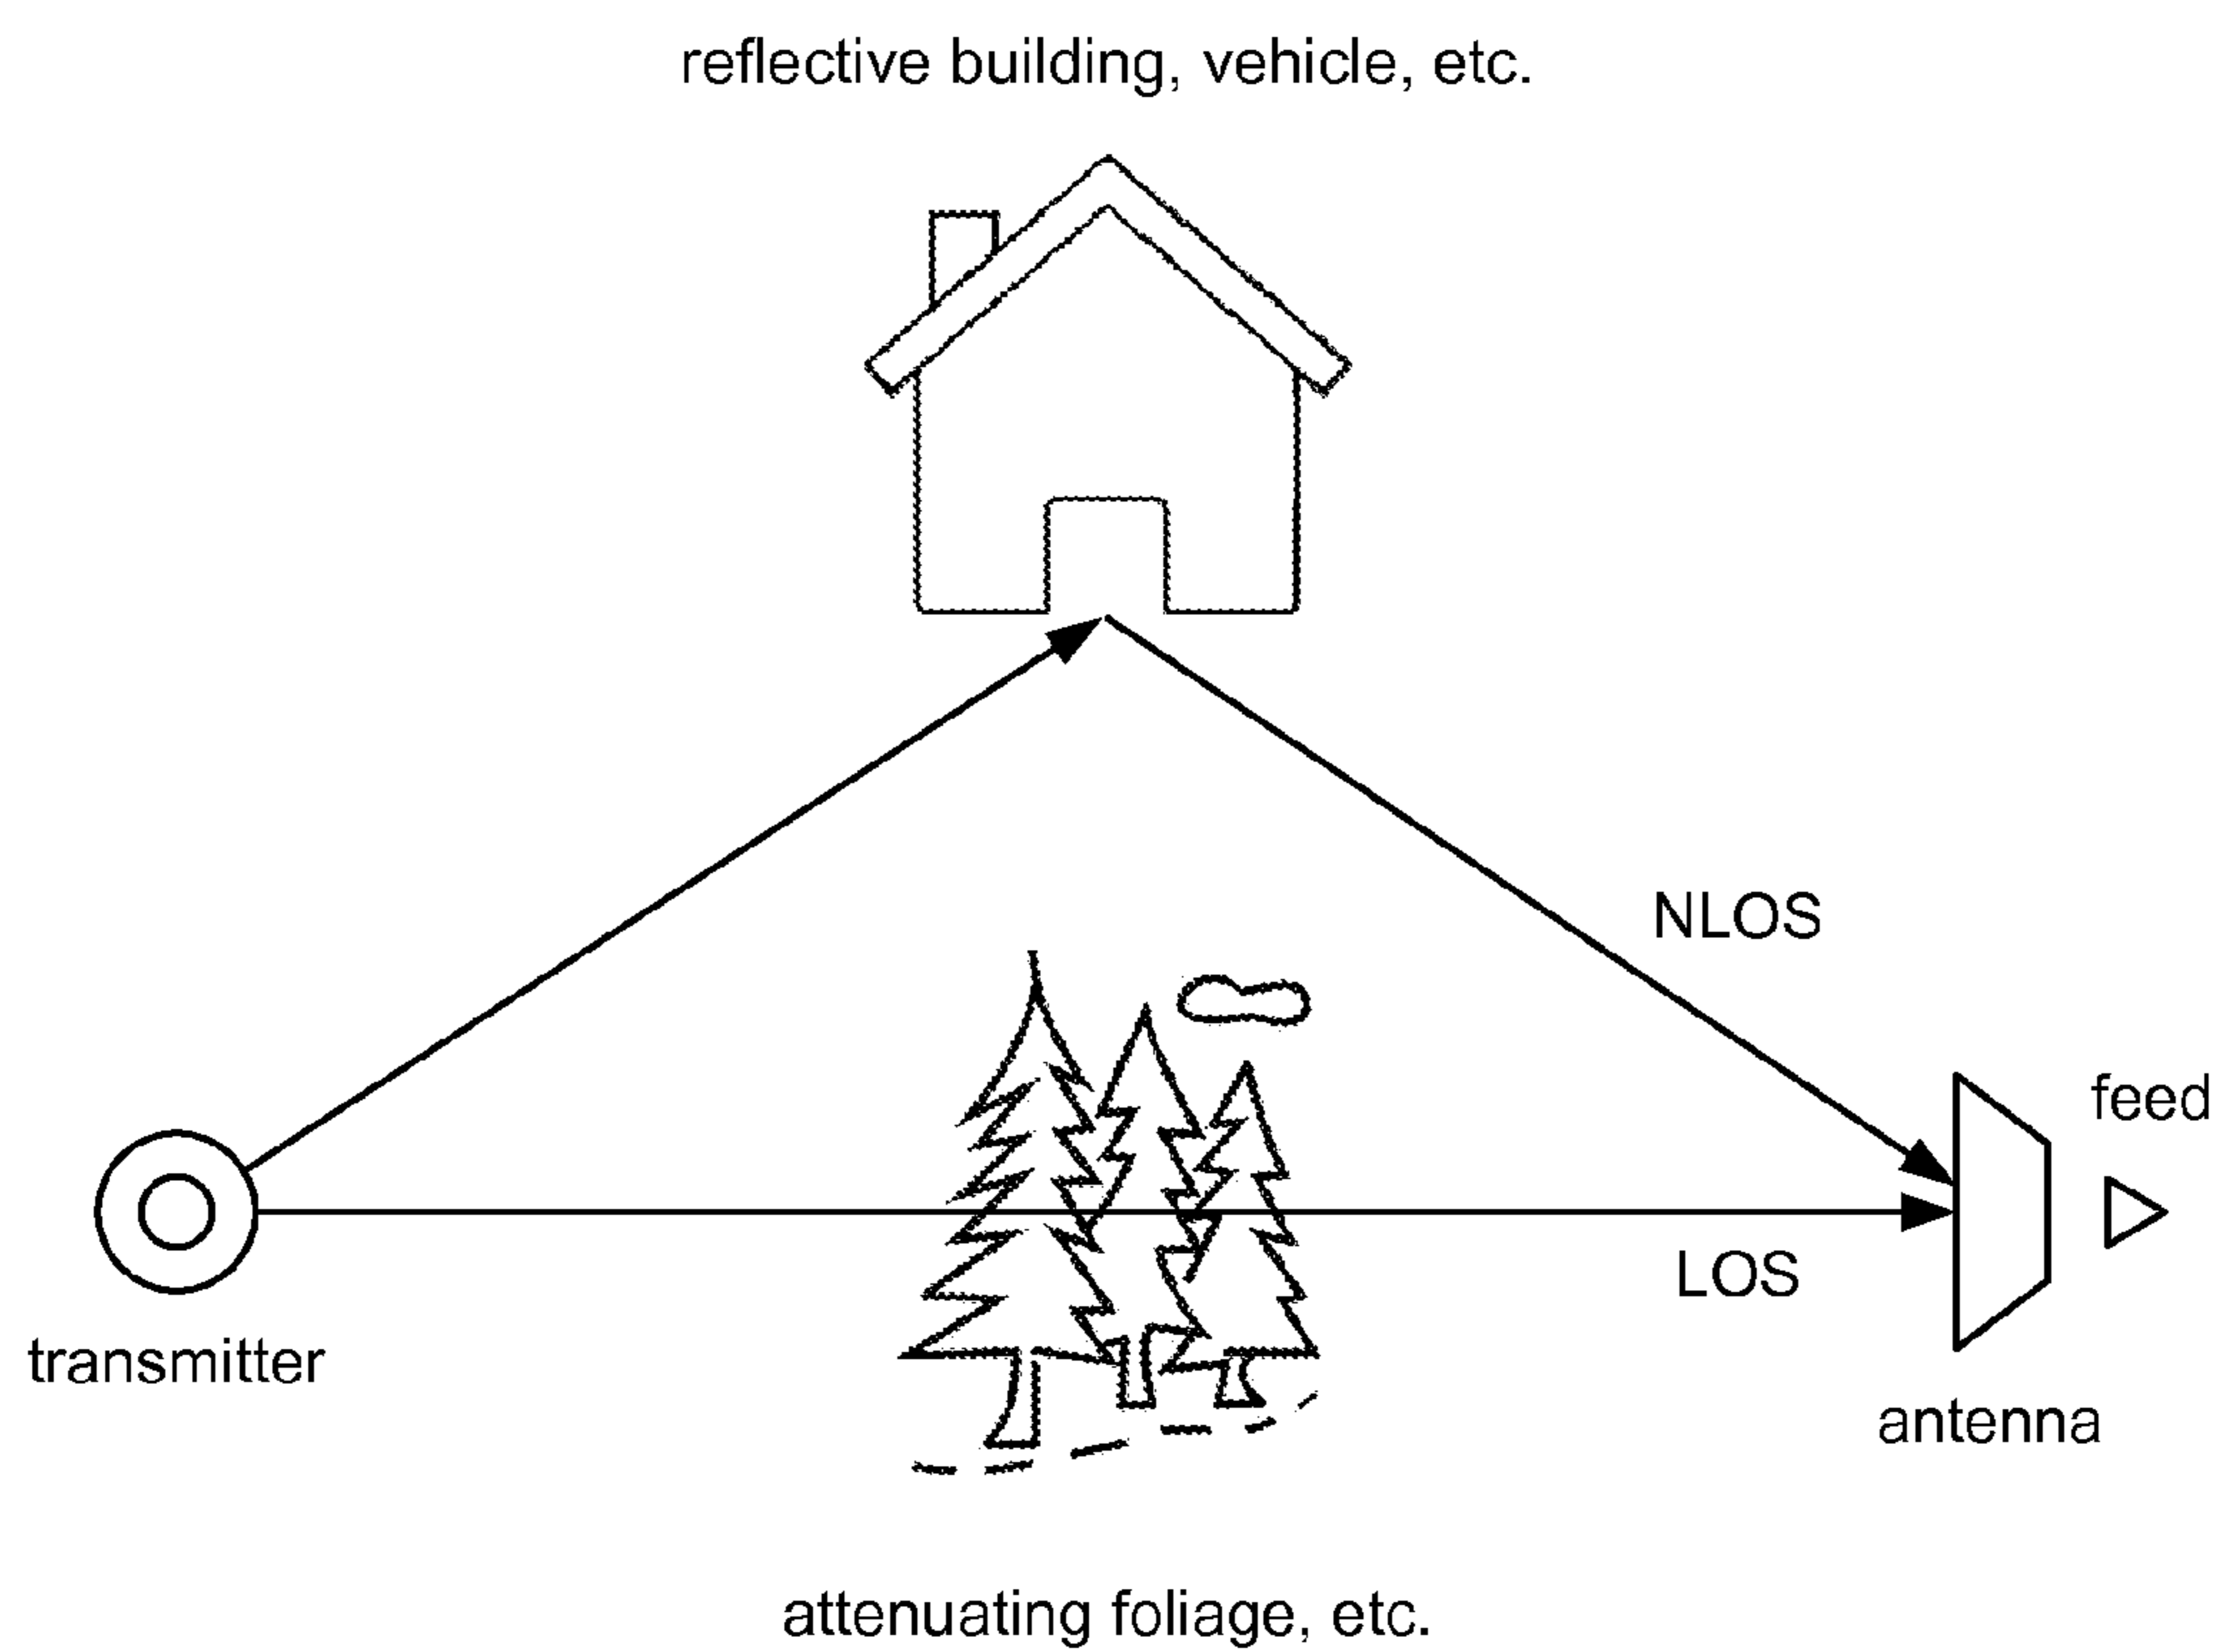 reflective building, vehicle, etc.
NLOS
feed
LOS
transmitter
antenna
attenuating foliage, etc.